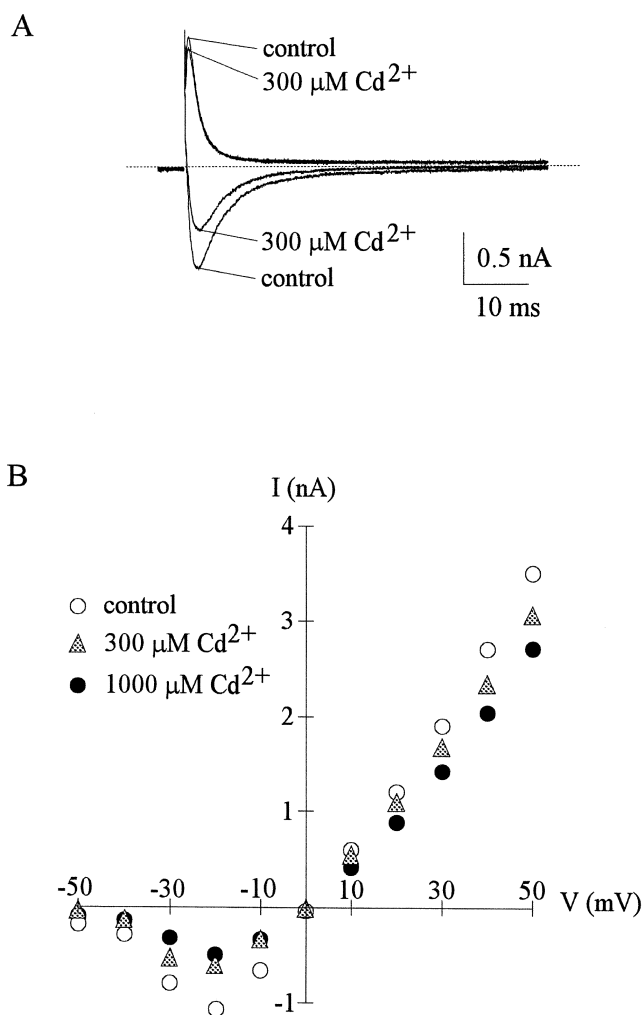 A
control
300 μM Cd2+
300 μM Cd2+
control
0.5 nA
10 ms
B
I (nA)
4
control
300 μM Cd2+
3
1000 μM Cd2+
2
1
-50 -30 -10 10 30 50 V (mV)
-1